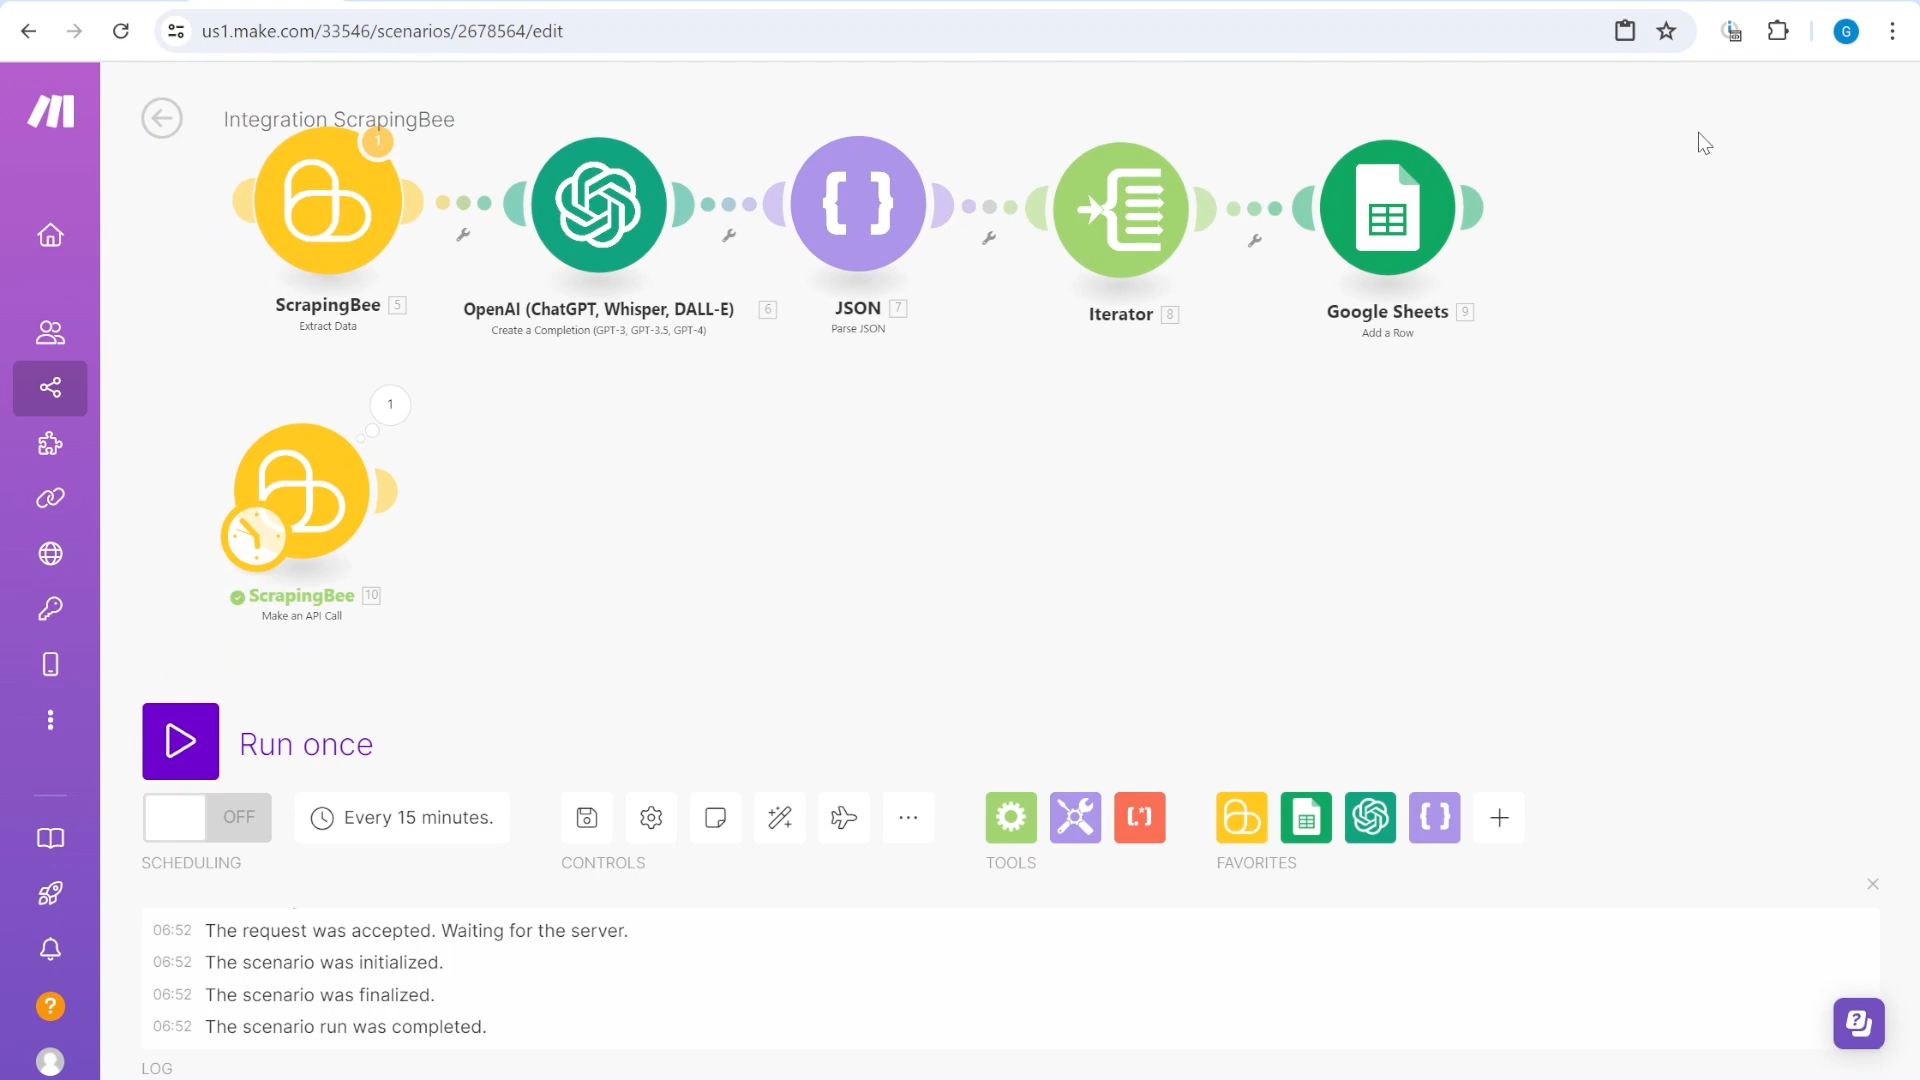 us1.make.com/33546/scenarios/2678564/edit
G
Integration ScrapingBee
1
ScrapingBee 5
Extract Data
OpenAI (ChatGPT, Whisper, DALL-E) 6
Create a Completion (GPT-3, GPT-3.5, GPT-4)
JSON 7
Parse JSON
Iterator 8
Google Sheets 9
Add a Row
1
ScrapingBee 10
Make an API Call
Run once
OFF
Every 15 minutes.
SCHEDULING
CONTROLS
TOOLS
FAVORITES
06:52 The request was accepted. Waiting for the server.
06:52 The scenario was initialized.
06:52 The scenario was finalized.
06:52 The scenario run was completed.
LOG